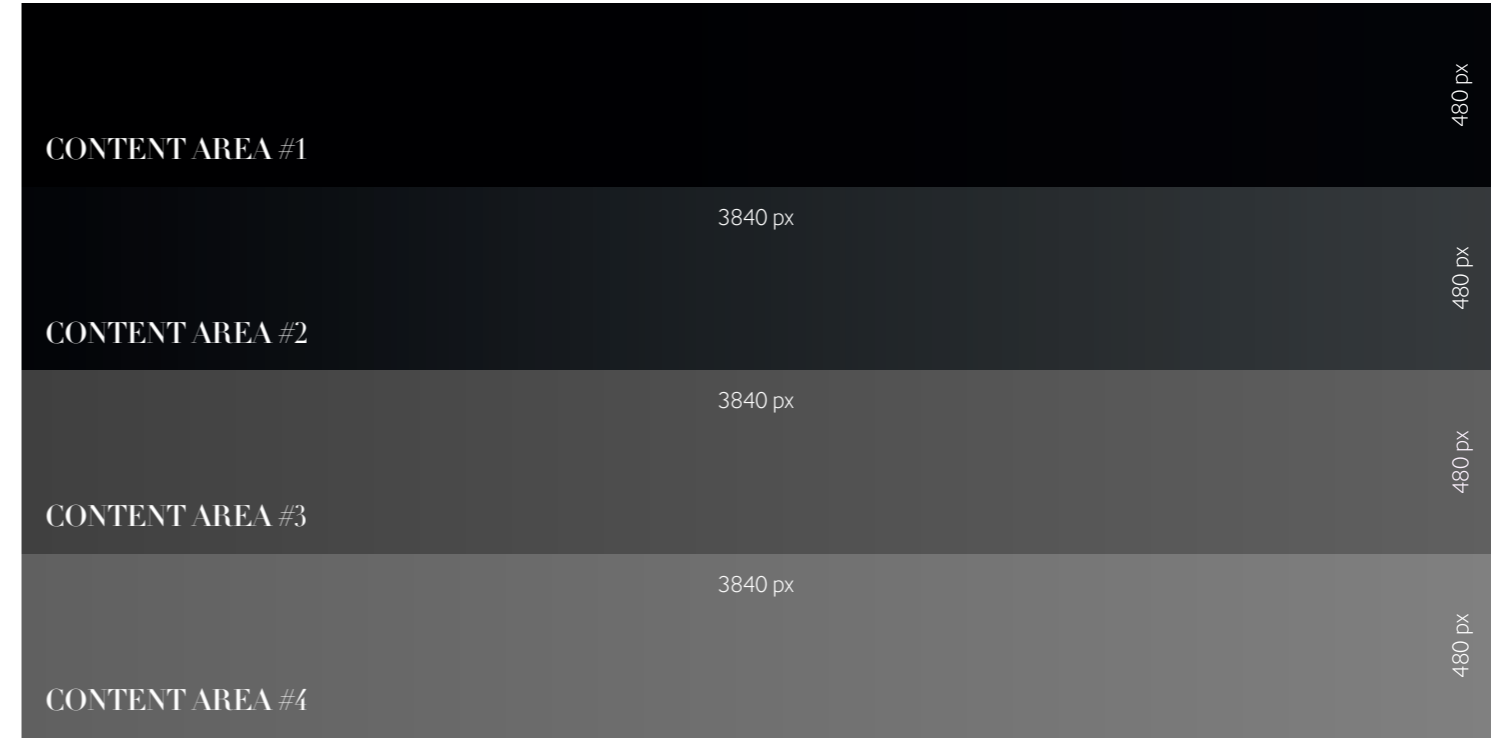 480 px
CONTENT AREA #1
3840 px
480 px
CONTENT AREA #2
3840 px
480 px
CONTENT AREA #3
3840 px
480 px
CONTENT AREA #4